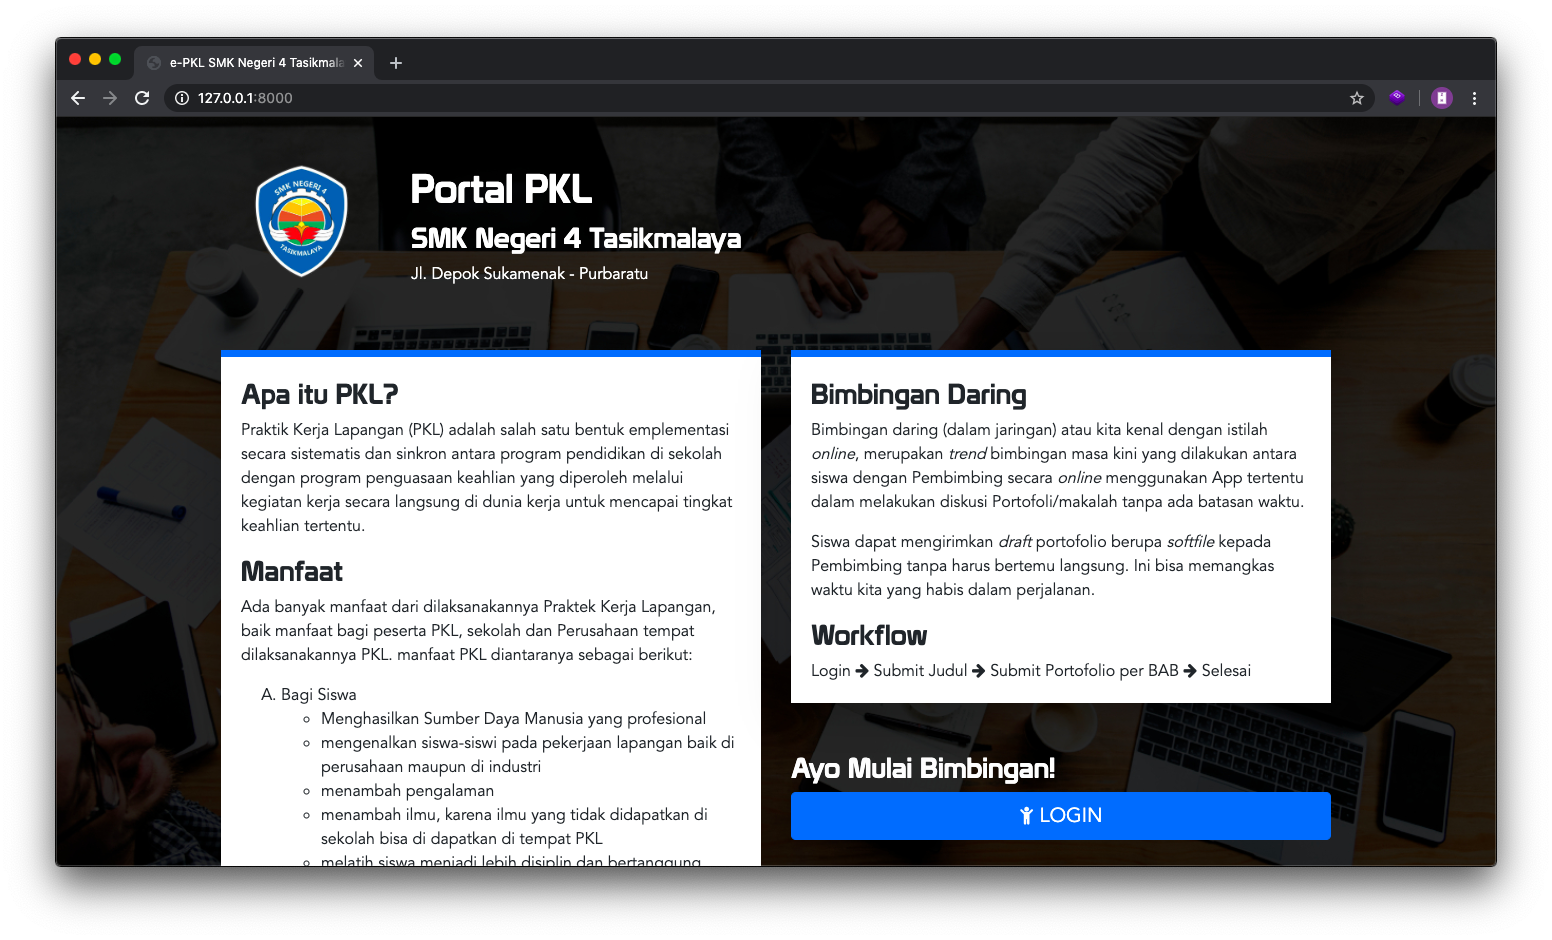 e-PKL SMK Negeri 4 Tasikmala
127.0.0.1:8000
SMK NEGERI 4
TASIKMALAYA
Portal PKL
SMK Negeri 4 Tasikmalaya
Jl. Depok Sukamenak - Purbaratu
Apa itu PKL?
Praktik Kerja Lapangan (PKL) adalah salah satu bentuk emplementasi
secara sistematis dan sinkron antara program pendidikan di sekolah
dengan program penguasaan keahlian yang diperoleh melalui
kegiatan kerja secara langsung di dunia kerja untuk mencapai tingkat
keahlian tertentu.
Manfaat
Ada banyak manfaat dari dilaksanakannya Praktek Kerja Lapangan,
baik manfaat bagi peserta PKL, sekolah dan Perusahaan tempat
dilaksanakannya PKL. manfaat PKL diantaranya sebagai berikut:
A. Bagi Siswa
Menghasilkan Sumber Daya Manusia yang profesional
mengenalkan siswa-siswi pada pekerjaan lapangan baik di
perusahaan maupun di industri
menambah pengalaman
menambah ilmu, karena ilmu yang tidak didapatkan di
sekolah bisa di dapatkan di tempat PKL
melatih siswa menjadi lebih disiplin dan bertanggung
Bimbingan Daring
Bimbingan daring (dalam jaringan) atau kita kenal dengan istilah
online, merupakan trend bimbingan masa kini yang dilakukan antara
siswa dengan Pembimbing secara online menggunakan App tertentu
dalam melakukan diskusi Portofoli/makalah tanpa ada batasan waktu.
Siswa dapat mengirimkan draft portofolio berupa softfile kepada
Pembimbing tanpa harus bertemu langsung. Ini bisa memangkas
waktu kita yang habis dalam perjalanan.
Workflow
Login → Submit Judul → Submit Portofolio per BAB → Selesai
Ayo Mulai Bimbingan!
LOGIN